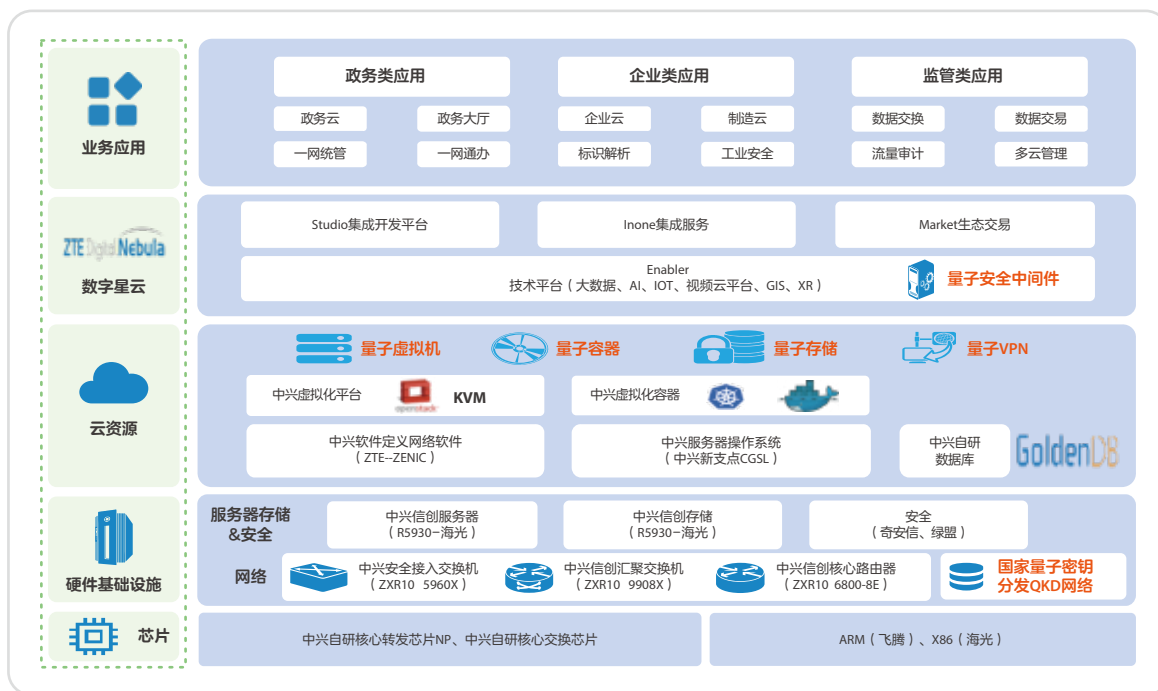 业务应用
政务类应用
企业类应用
监管类应用
政务云
政务大厅
企业云
制造云
数据交换
数据交易
一网统管
一网通办
标识解析
工业安全
流量审计
多云管理
ZTE Digital Nebula
数字星云
Studio集成开发平台
Inone集成服务
Market生态交易
Enabler
技术平台（大数据、AI、IOT、视频云平台、GIS、XR）
量子安全中间件
云资源
量子虚拟机
量子容器
量子存储
量子VPN
中兴虚拟化平台
openstack
KVM
中兴虚拟化容器
中兴软件定义网络软件
（ZTE--ZENIC）
中兴服务器操作系统
（中兴新支点CGSL）
中兴自研
数据库
GoldenDB
硬件基础设施
服务器存储
&安全
中兴信创服务器
（R5930-海光）
中兴信创存储
（R5930-海光）
安全
（奇安信、绿盟）
网络
中兴安全接入交换机
（ZXR10 5960X）
中兴信创汇聚交换机
（ZXR10 9908X）
中兴信创核心路由器
（ZXR10 6800-8E）
国家量子密钥
分发QKD网络
芯片
中兴自研核心转发芯片NP、中兴自研核心交换芯片
ARM（飞腾）、X86（海光）